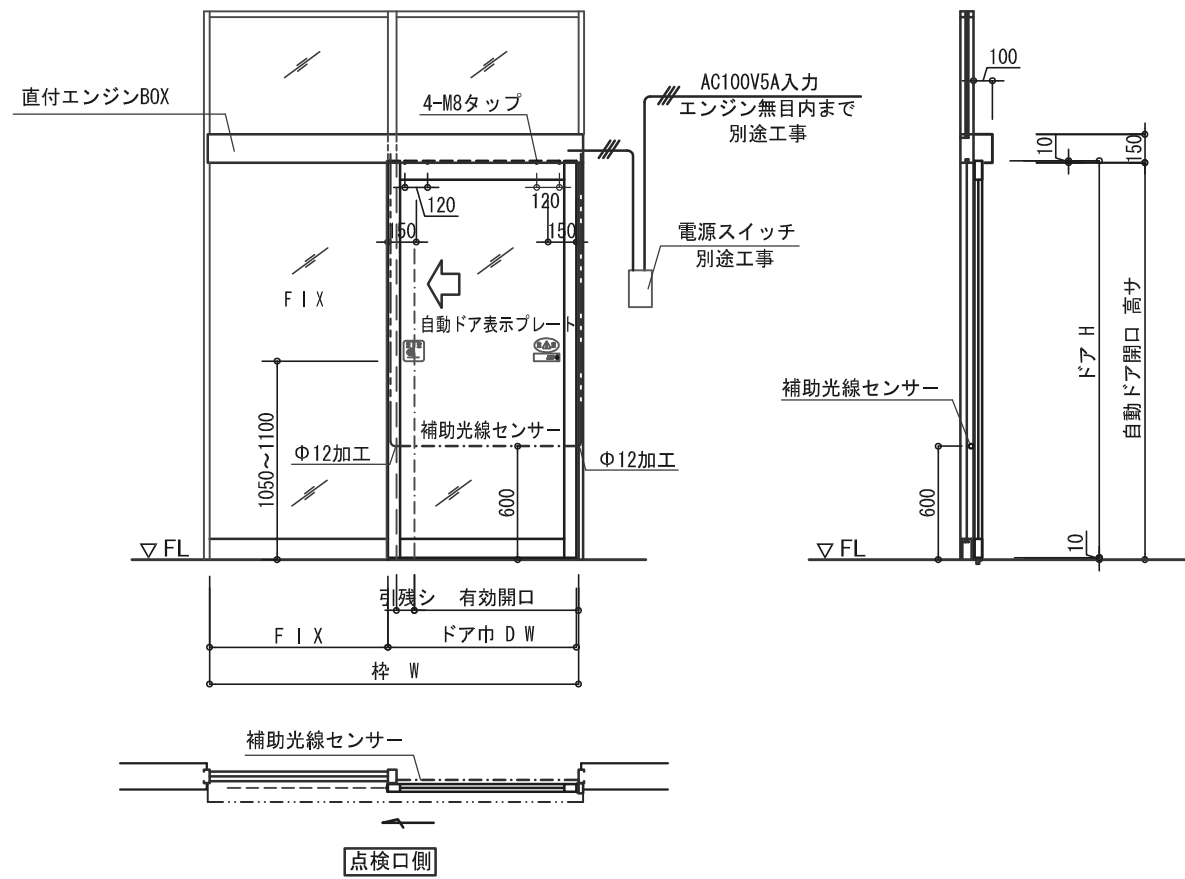 直付エンジンBOX
4-M8タップ
AC100V5A入力
エンジン無目内まで
別途工事
100
10
150
120
120
150
150
電源スイッチ
別途工事
FIX
自動ドア表示プレート
ドア H
自動ドア開口 高サ
補助光線センサー
1050～1100
補助光線センサー
Φ12加工
Φ12加工
600
600
10
▽FL
▽FL
引残シ 有効開口
FIX
ドア巾 DW
枠 W
補助光線センサー
点検口側